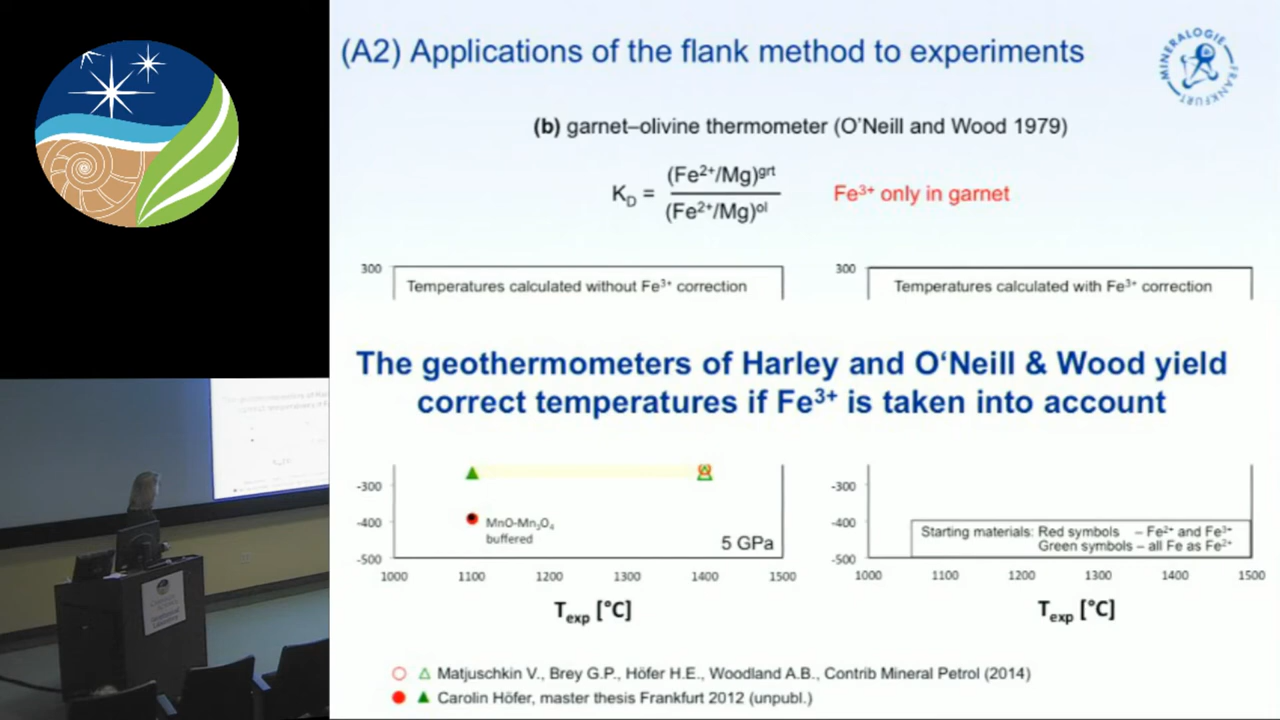 (A2) Applications of the flank method to experiments
MINERALOGIE
FRANKFURT
(b) garnet–olivine thermometer (O'Neill and Wood 1979)
K_D = (Fe²⁺/Mg)^grt
(Fe²⁺/Mg)^ol
Fe³⁺ only in garnet
300
Temperatures calculated without Fe³⁺ correction
300
Temperatures calculated with Fe³⁺ correction
The geothermometers of Harley and O‘Neill & Wood yield
correct temperatures if Fe³⁺ is taken into account
-300
-400
-500
MnO-Mn₃O₄
buffered
5 GPa
1000 1100 1200 1300 1400 1500
T_exp [°C]
-300
-400
-500
Starting materials: Red symbols – Fe²⁺ and Fe³⁺
Green symbols – all Fe as Fe²⁺
1000 1100 1200 1300 1400 1500
T_exp [°C]
Matjuschkin V., Brey G.P., Höfer H.E., Woodland A.B., Contrib Mineral Petrol (2014)
Carolin Höfer, master thesis Frankfurt 2012 (unpubl.)